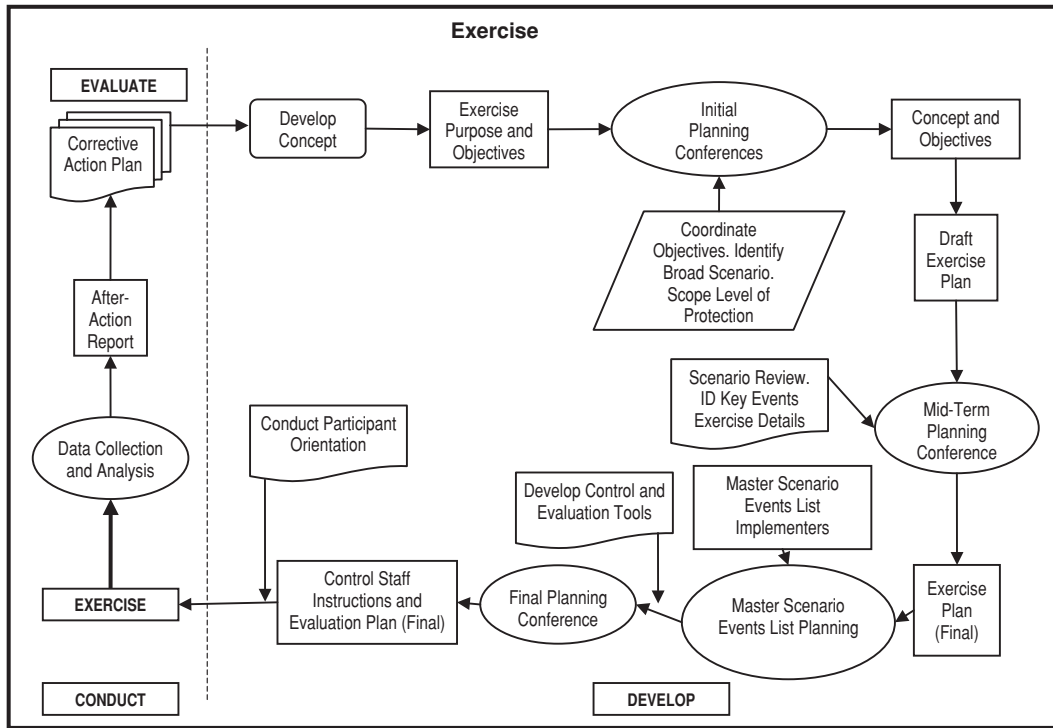 Exercise
EVALUATE
Corrective
Action Plan
Develop
Concept
Exercise
Purpose and
Objectives
Initial
Planning
Conferences
Concept and
Objectives
Coordinate
Objectives. Identify
Broad Scenario.
Scope Level of
Protection
Draft
Exercise
Plan
After-
Action
Report
Scenario Review.
ID Key Events
Exercise Details
Mid-Term
Planning
Conference
Data Collection
and Analysis
Conduct Participant
Orientation
Develop Control and
Evaluation Tools
Master Scenario
Events List
Implementers
EXERCISE
Control Staff
Instructions and
Evaluation Plan (Final)
Final Planning
Conference
Master Scenario
Events List Planning
Exercise
Plan
(Final)
CONDUCT
DEVELOP